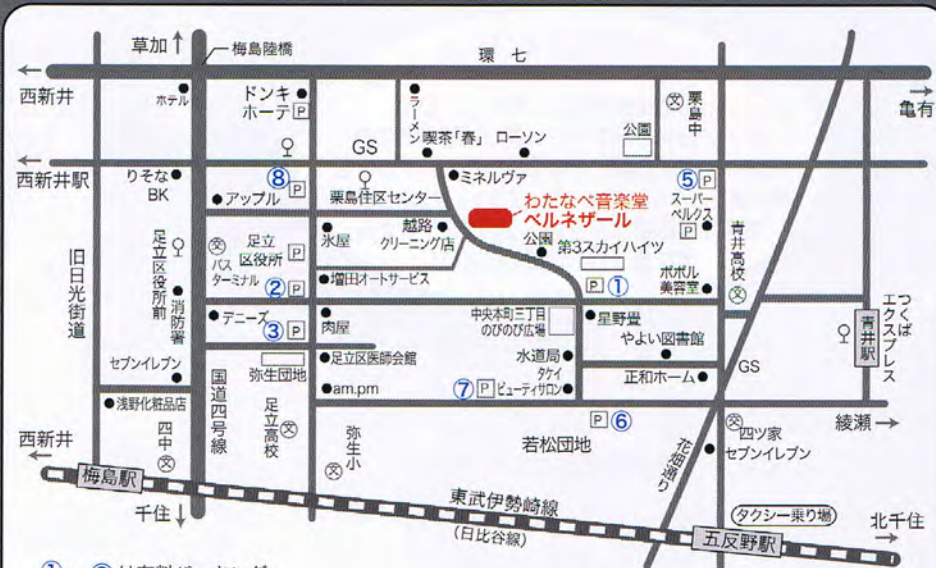 草加↑
梅島陸橋
環七
←
西新井
→
亀有
ホテル
ドンキ
ホーテ P
ラーメン
喫茶「春」
ローソン
公園
文 栗島中
←
西新井駅
りそな
BK
GS
⑧ P
アップル
栗島住区センター
ミネルヴァ
わたなべ音楽堂
ベルネザール
⑤ P
スーパー
ベルクス
P
青井高校 文
旧日光街道
足立区役所前
消防署
文
バス
ターミナル
足立
区役所
P
② P
氷屋
越路
クリーニング店
増田オートサービス
公園
第3スカイハイツ
P ①
ポポル
美容室
デニーズ
③ P
肉屋
中央本町三丁目
のびのび広場
星野畳
やよい図書館
つくば
エクスプレス
青井駅
セブンイレブン
弥生団地
足立区医師会館
水道局
正和ホーム
GS
浅野化粧品店
国道四号線
足立高校 文
am.pm
⑦ P
タケイ
ビューティサロン
西新井
←
四中 文
弥生小
文
P ⑥
若松団地
花畑通り
文
四ツ家
セブンイレブン
綾瀬→
梅島駅
千住↓
東武伊勢崎線
(日比谷線)
タクシー乗り場
五反野駅
北千住
→